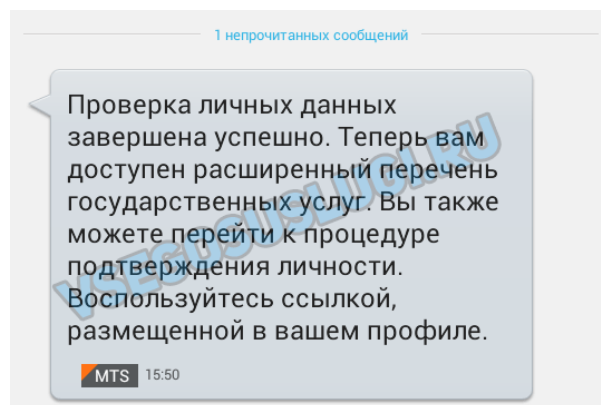 1 непрочитанных сообщений
Проверка личных данных
завершена успешно. Теперь вам
доступен расширенный перечень
государственных услуг. Вы также
можете перейти к процедуре
подтверждения личности.
Воспользуйтесь ссылкой,
размещенной в вашем профиле.
MTS 15:50
VSEGOSUSLUGI.RU